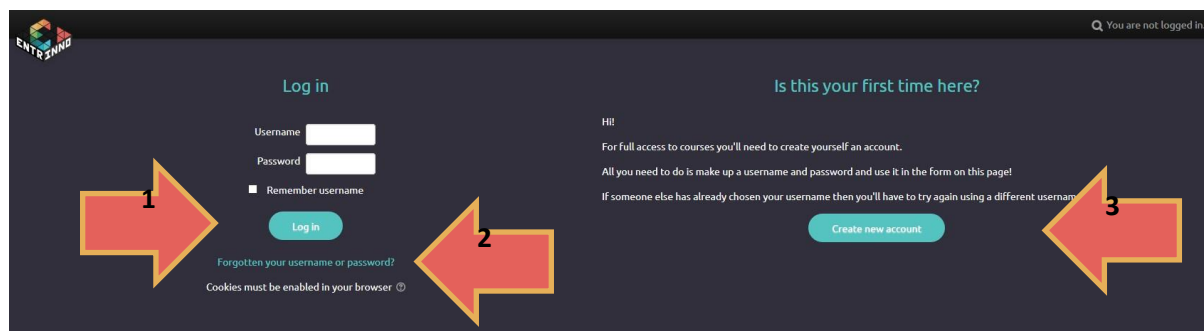 ENTRINNO
You are not logged in.
Log in
Username
Password
Remember username
Log in
Forgotten your username or password?
Cookies must be enabled in your browser
1
2
Is this your first time here?
Hi!
For full access to courses you'll need to create yourself an account.
All you need to do is make up a username and password and use it in the form on this page!
If someone else has already chosen your username then you'll have to try again using a different usernam
Create new account
3